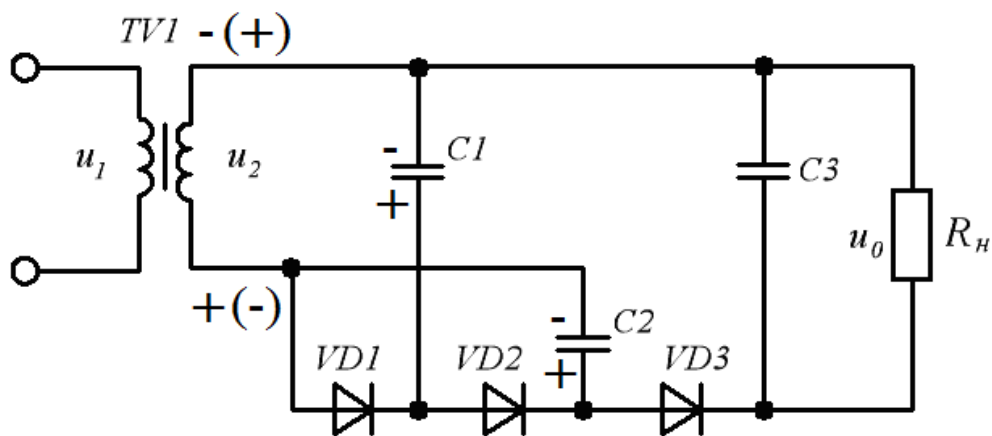 TV1 - (+)
u₁
u₂
-
C1
+
C3
u₀
Rн
+(-)
-
C2
+
VD1
VD2
VD3